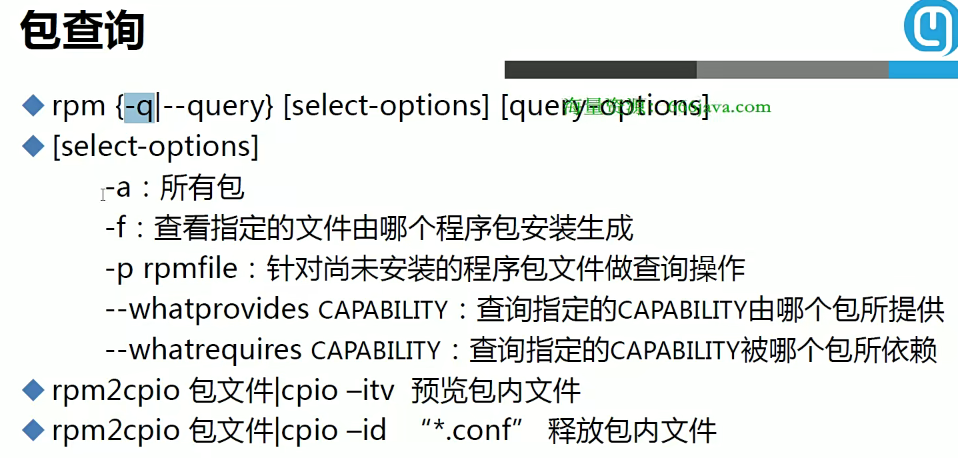 包查询
rpm {-q|--query} [select-options] [query-options]
海量资源：666java.com
[select-options]
-a：所有包
-f：查看指定的文件由哪个程序包安装生成
-p rpmfile：针对尚未安装的程序包文件做查询操作
--whatprovides CAPABILITY：查询指定的CAPABILITY由哪个包所提供
--whatrequires CAPABILITY：查询指定的CAPABILITY被哪个包所依赖
rpm2cpio 包文件|cpio –itv 预览包内文件
rpm2cpio 包文件|cpio –id “*.conf” 释放包内文件